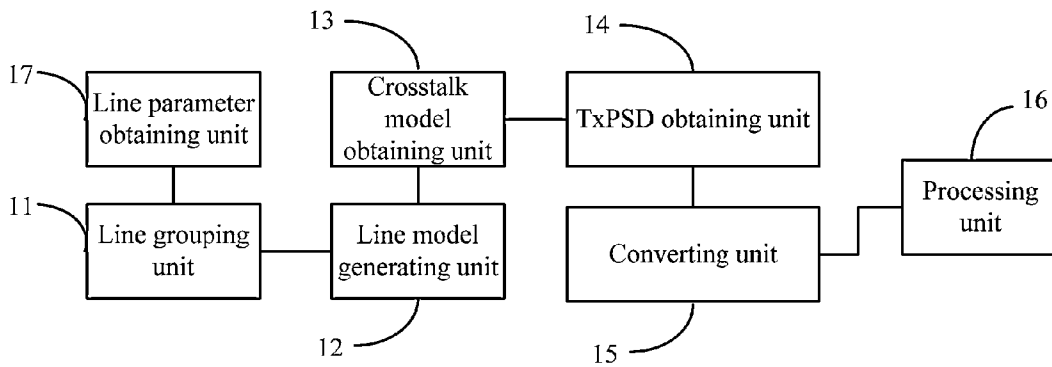 13
14
17
Line parameter
obtaining unit
Crosstalk
model
obtaining unit
TxPSD obtaining unit
16
Processing
unit
11
Line grouping
unit
Line model
generating unit
Converting unit
12
15